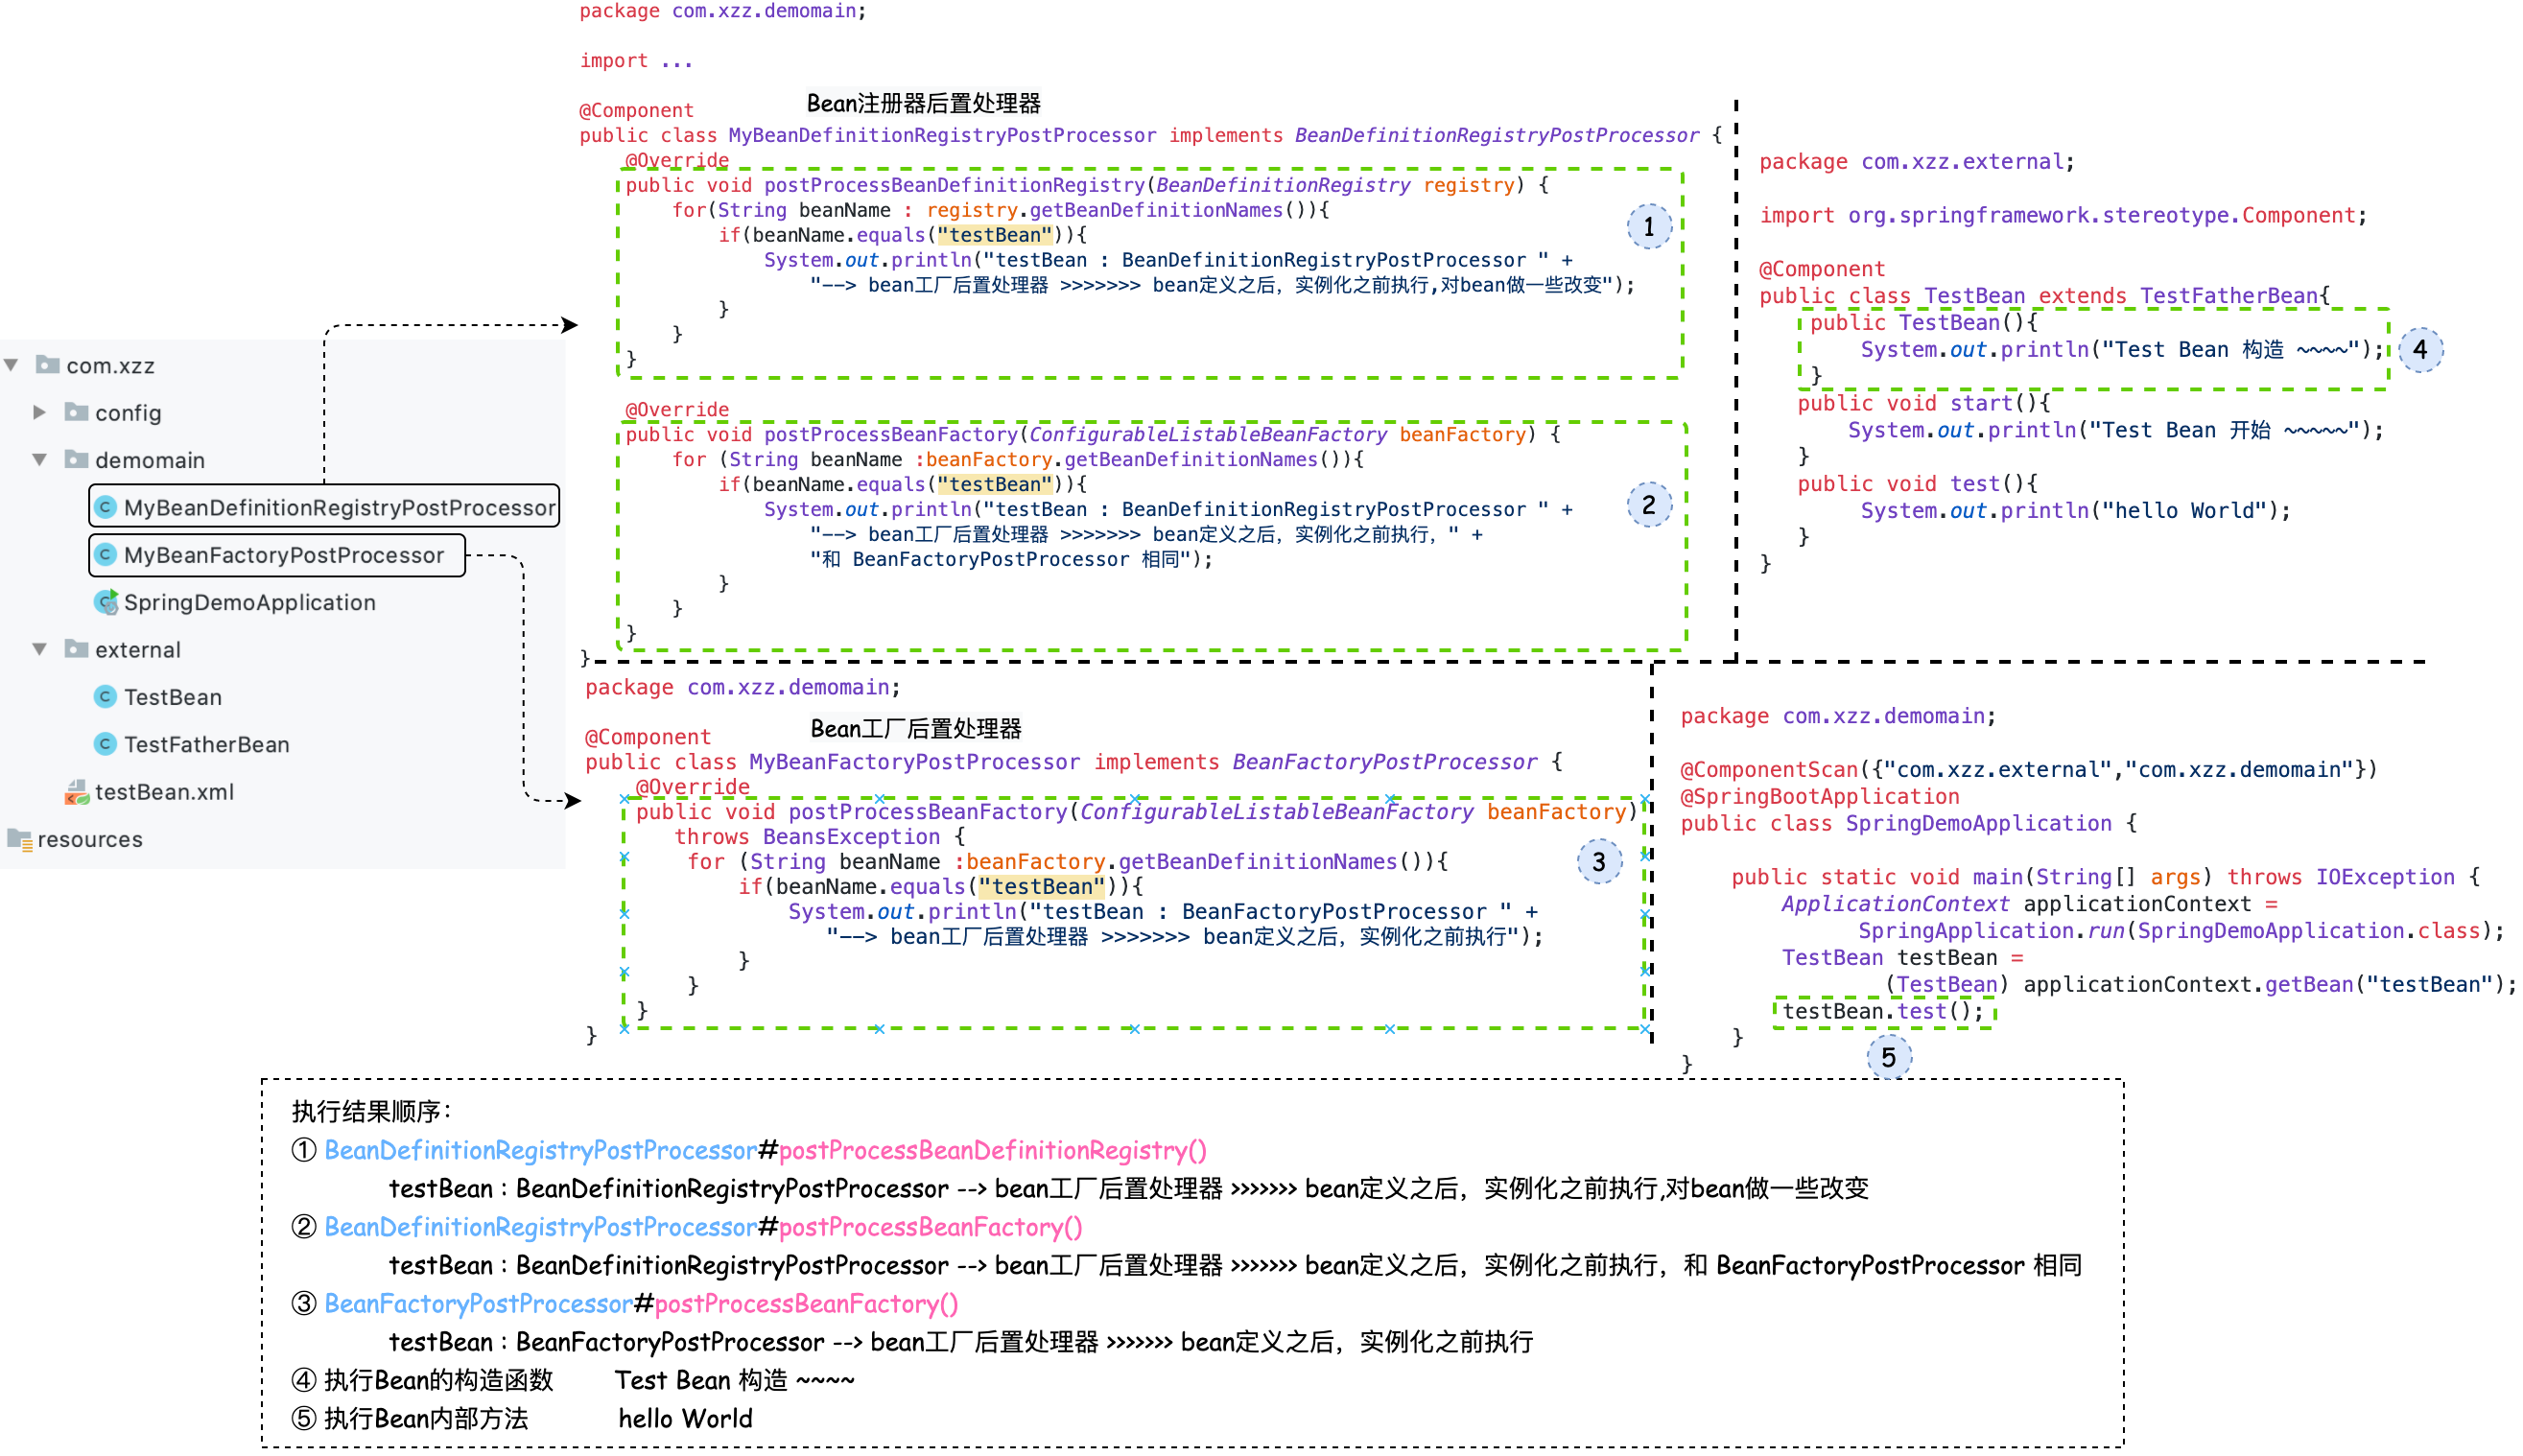 package com.xzz.demomain;
import ...
Bean注册器后置处理器
@Component
public class MyBeanDefinitionRegistryPostProcessor implements BeanDefinitionRegistryPostProcessor {
@Override
public void postProcessBeanDefinitionRegistry(BeanDefinitionRegistry registry) {
for(String beanName : registry.getBeanDefinitionNames()){
if(beanName.equals("testBean")){
System.out.println("testBean : BeanDefinitionRegistryPostProcessor " +
"--> bean工厂后置处理器 >>>>>>> bean定义之后，实例化之前执行,对bean做一些改变");
}
}
}
1
@Override
public void postProcessBeanFactory(ConfigurableListableBeanFactory beanFactory) {
for (String beanName :beanFactory.getBeanDefinitionNames()){
if(beanName.equals("testBean")){
System.out.println("testBean : BeanDefinitionRegistryPostProcessor " +
"--> bean工厂后置处理器 >>>>>>> bean定义之后，实例化之前执行，" +
"和 BeanFactoryPostProcessor 相同");
}
}
}
}
2
package com.xzz.external;
import org.springframework.stereotype.Component;
@Component
public class TestBean extends TestFatherBean{
public TestBean(){
System.out.println("Test Bean 构造 ~~~~");
}
4
public void start(){
System.out.println("Test Bean 开始 ~~~~~");
}
public void test(){
System.out.println("hello World");
}
}
com.xzz
config
demomain
MyBeanDefinitionRegistryPostProcessor
MyBeanFactoryPostProcessor
SpringDemoApplication
external
TestBean
TestFatherBean
testBean.xml
resources
package com.xzz.demomain;
Bean工厂后置处理器
@Component
public class MyBeanFactoryPostProcessor implements BeanFactoryPostProcessor {
@Override
public void postProcessBeanFactory(ConfigurableListableBeanFactory beanFactory)
throws BeansException {
for (String beanName :beanFactory.getBeanDefinitionNames()){
if(beanName.equals("testBean")){
System.out.println("testBean : BeanFactoryPostProcessor " +
"--> bean工厂后置处理器 >>>>>>> bean定义之后，实例化之前执行");
}
}
}
}
3
package com.xzz.demomain;
@ComponentScan({"com.xzz.external","com.xzz.demomain"})
@SpringBootApplication
public class SpringDemoApplication {
public static void main(String[] args) throws IOException {
ApplicationContext applicationContext =
SpringApplication.run(SpringDemoApplication.class);
TestBean testBean =
(TestBean) applicationContext.getBean("testBean");
testBean.test();
}
}
5
执行结果顺序：
① BeanDefinitionRegistryPostProcessor#postProcessBeanDefinitionRegistry()
testBean : BeanDefinitionRegistryPostProcessor --> bean工厂后置处理器 >>>>>>> bean定义之后，实例化之前执行,对bean做一些改变
② BeanDefinitionRegistryPostProcessor#postProcessBeanFactory()
testBean : BeanDefinitionRegistryPostProcessor --> bean工厂后置处理器 >>>>>>> bean定义之后，实例化之前执行，和 BeanFactoryPostProcessor 相同
③ BeanFactoryPostProcessor#postProcessBeanFactory()
testBean : BeanFactoryPostProcessor --> bean工厂后置处理器 >>>>>>> bean定义之后，实例化之前执行
④ 执行Bean的构造函数 Test Bean 构造 ~~~~
⑤ 执行Bean内部方法 hello World